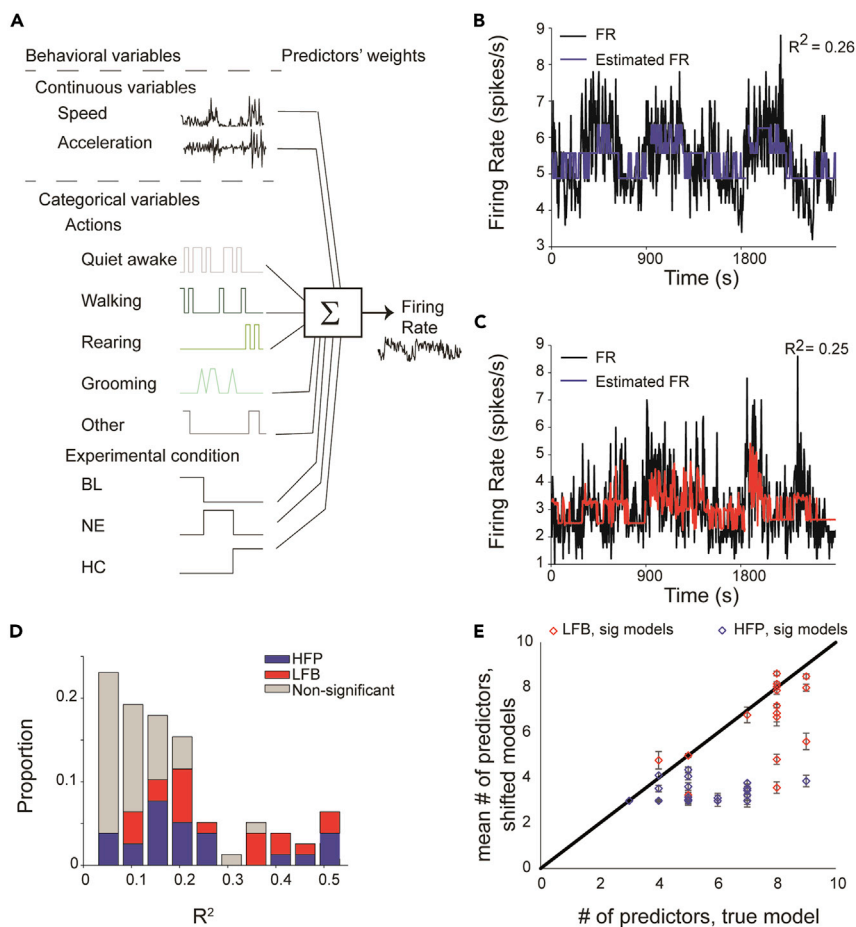 A
Behavioral variables
Predictors' weights
Continuous variables
Speed
Acceleration
Categorical variables
Actions
Quiet awake
Walking
Rearing
Grooming
Other
Experimental condition
BL
NE
HC
Σ
Firing
Rate
B
FR
Estimated FR
R² = 0.26
Firing Rate (spikes/s)
9
8
7
6
5
4
3
0
900
1800
Time (s)
C
FR
Estimated FR
R² = 0.25
Firing Rate (spikes/s)
9
8
7
6
5
4
3
2
1
0
900
1800
Time (s)
D
HFP
LFB
Non-significant
Proportion
0.2
0.1
0
0
0.1
0.2
0.3
0.4
0.5
R²
E
LFB, sig models
HFP, sig models
mean # of predictors,
shifted models
10
8
6
4
2
0
0
2
4
6
8
10
# of predictors, true model